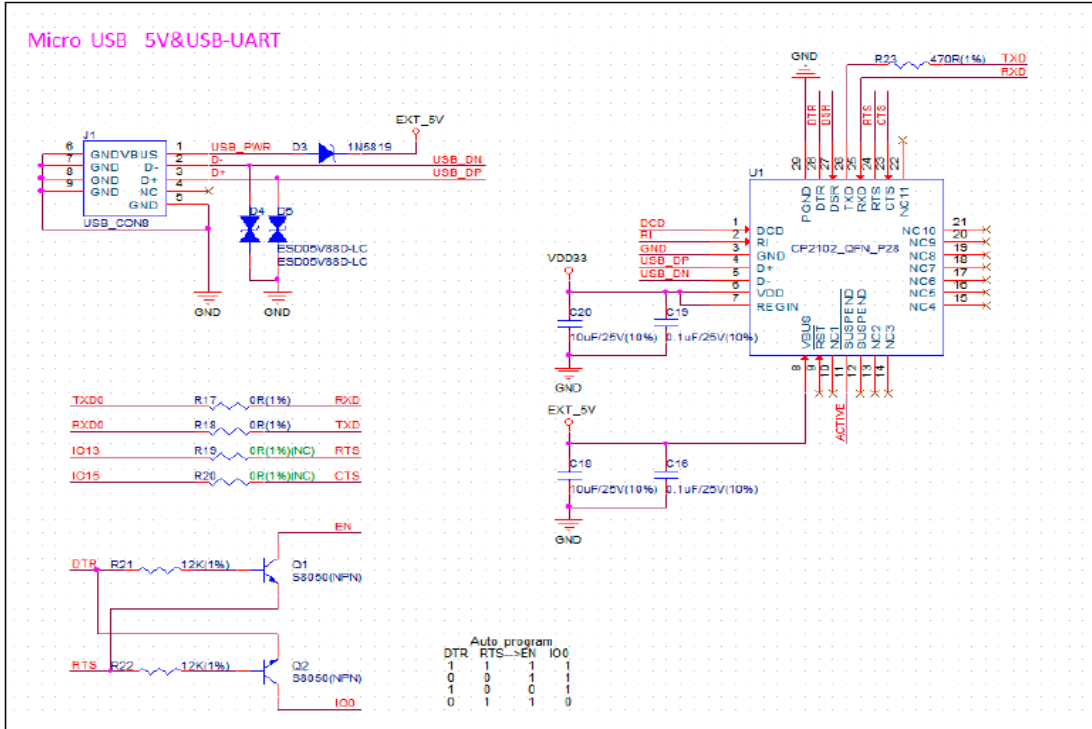 Micro USB 5V&USB-UART
J1
6 GND VBUS 1 USB_PWR D3 1N5819 EXT_5V
7 GND D- 2 D- USB_DN
8 GND D+ 3 D+ USB_DP
9 GND NC 4
GND 5
USB_CON8
D4 D5
ESD05V88D-LC
ESD05V88D-LC
GND GND
GND R23 470R(1%) TXD
RXD
DTR DSR RTS CTS
29 28 27 26 25 24 23 22
U1
PGND DTR DSR TXD RXD RTS CTS NC11
DCD 1 DCD NC10 21
RI 2 RI NC9 20
GND 3 GND CP2102_QFN_P28 NC8 19
USB_DP 4 D+ NC7 18
USB_DN 5 D- NC6 17
6 VDD NC5 16
7 REGIN NC4 15
VBUS RST NC1 SUSPEND SUSPEND NC2 NC3
8 9 10 11 12 13 14
ACTIVE
VDD33
C20 C19
10uF/25V(10%) 0.1uF/25V(10%)
GND
EXT_5V
C18 C16
10uF/25V(10%) 0.1uF/25V(10%)
GND
TXD0 R17 0R(1%) RXD
RXD0 R18 0R(1%) TXD
IO13 R19 0R(1%)(NC) RTS
IO15 R20 0R(1%)(NC) CTS
EN
DTR R21 12K(1%) Q1
S8050(NPN)
RTS R22 12K(1%) Q2
S8050(NPN)
IO0
Auto program
DTR RTS-->EN IO0
1 1 1 1
0 0 1 1
1 0 0 1
0 1 1 0